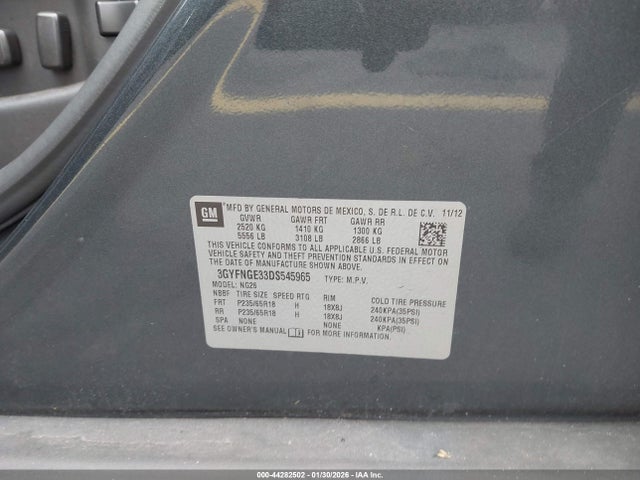 GM
MFD BY GENERAL MOTORS DE MEXICO, S. DE R.L. DE C.V. 11/12
GVWR GAWR FRT GAWR RR
2520 KG 1410 KG 1300 KG
5556 LB 3108 LB 2866 LB
THIS VEHICLE CONFORMS TO ALL APPLICABLE U.S. FEDERAL MOTOR
VEHICLE SAFETY, BUMPER, AND THEFT PREVENTION STANDARDS IN EFFECT ON
THE DATE OF MANUFACTURE SHOWN ABOVE.
3GYFNGE33DS545965 TYPE: M.P.V.
MODEL: NG26
NBBF TIRE SIZE SPEED RTG RIM COLD TIRE PRESSURE
FRT P235/65R18 H 18X8J 240KPA(35PSI)
RR P235/65R18 H 18X8J 240KPA(35PSI)
SPA NONE NONE KPA(PSI)
SEE OWNER'S MANUAL FOR MORE INFORMATION.
000-44282502 - 01/30/2026 - IAAI.COM